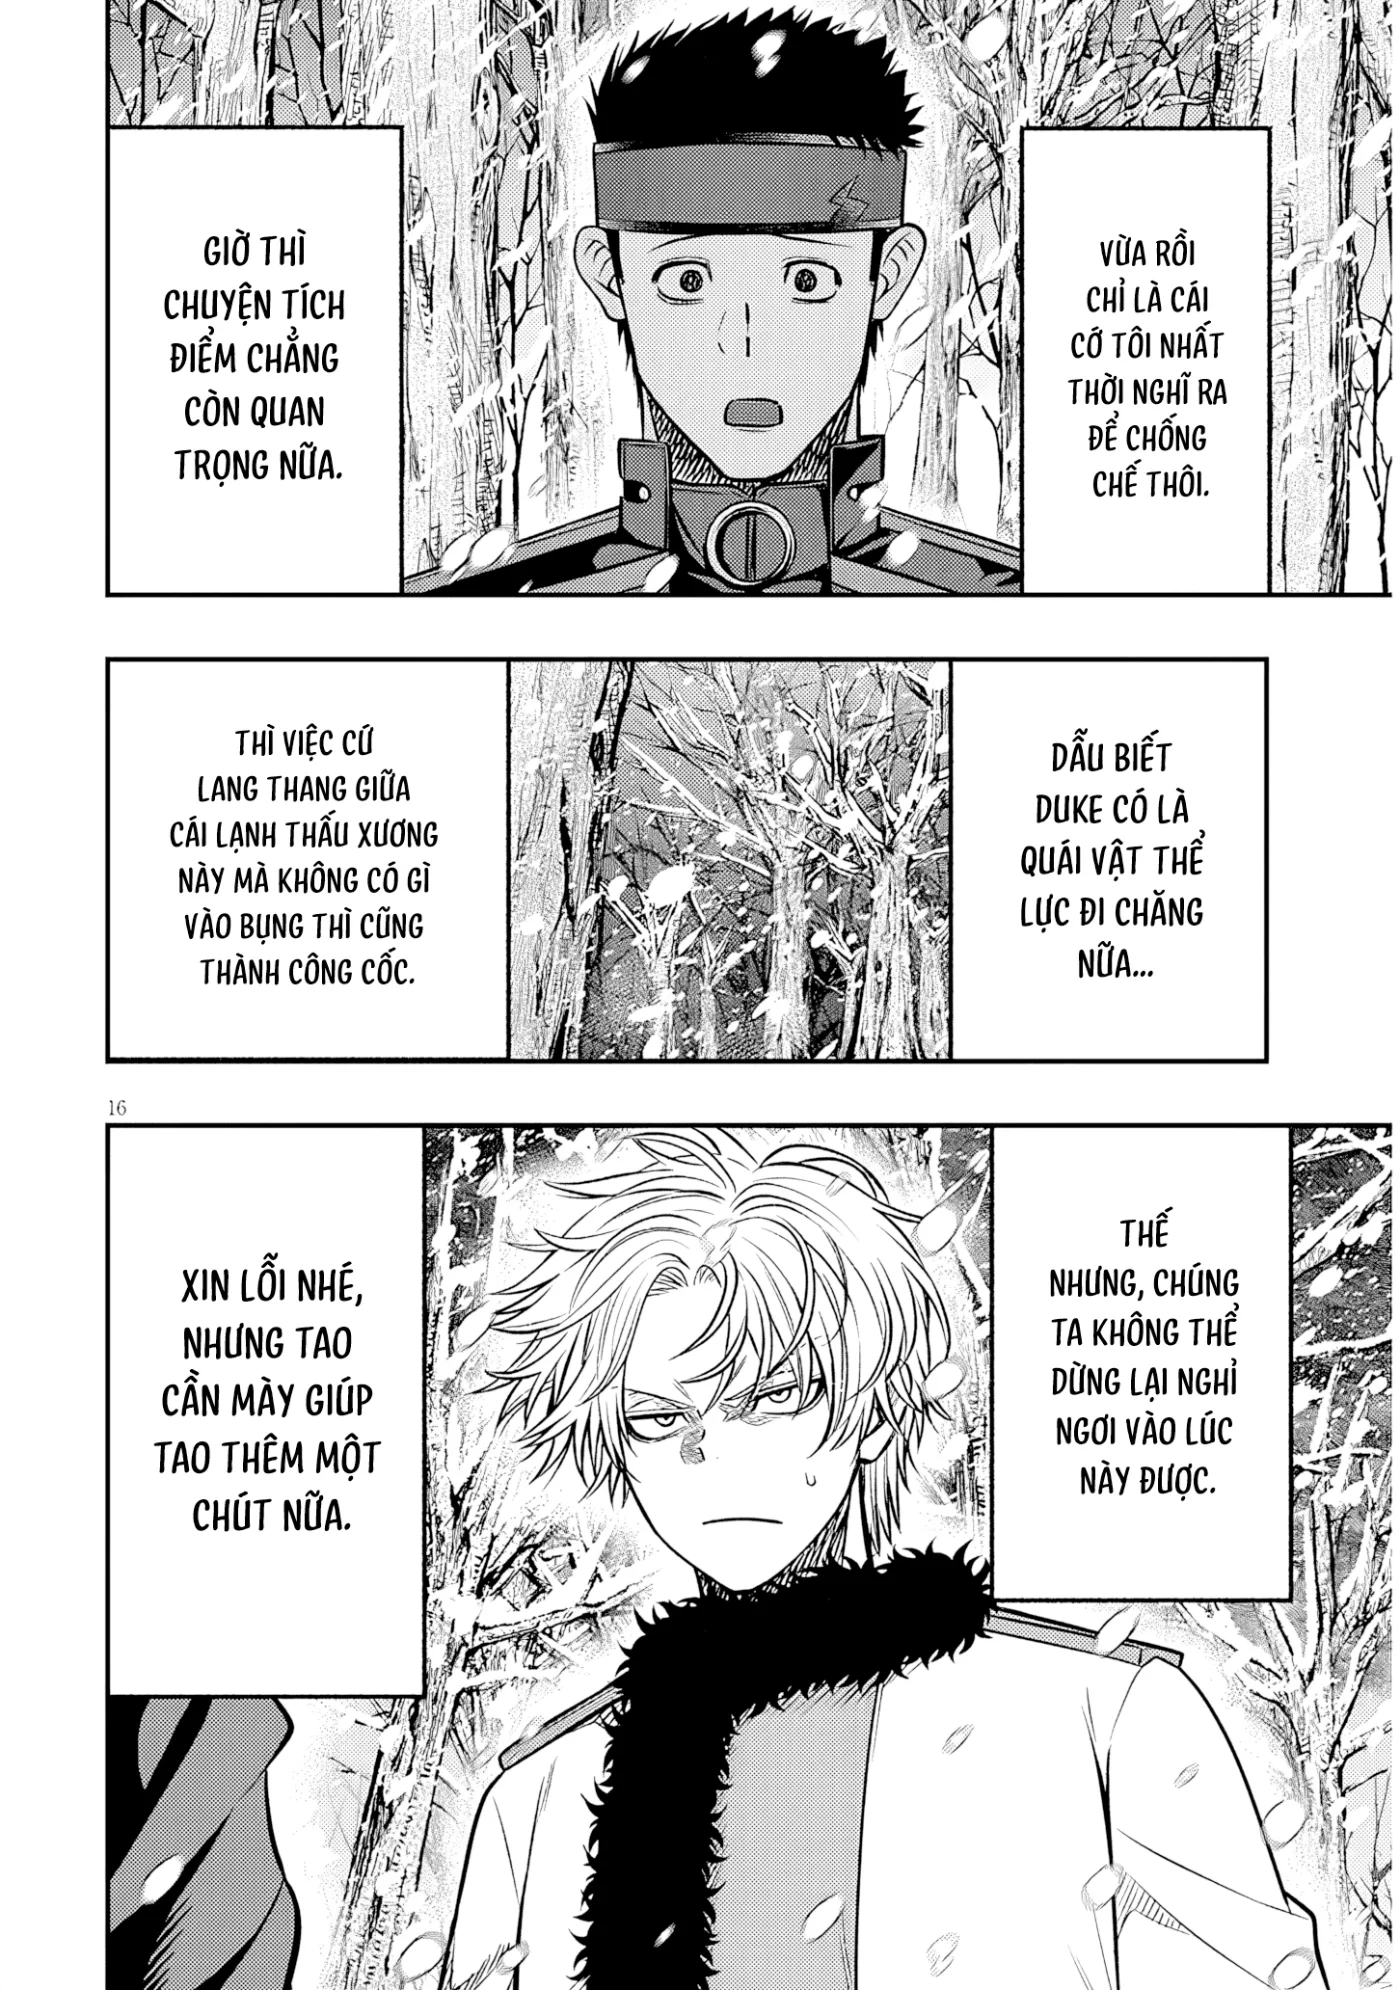 VỪA RỒI
CHỈ LÀ CÁI
CỚ TÔI NHẤT
THỜI NGHĨ RA
ĐỂ CHỐNG
CHẾ THÔI.
GIỜ THÌ
CHUYỆN TÍCH
ĐIỂM CHẲNG
CÒN QUAN
TRỌNG NỮA.
DẪU BIẾT
DUKE CÓ LÀ
QUÁI VẬT THỂ
LỰC ĐI CHĂNG
NỮA...
THÌ VIỆC CỨ
LANG THANG GIỮA
CÁI LẠNH THẤU XƯƠNG
NÀY MÀ KHÔNG CÓ GÌ
VÀO BỤNG THÌ CŨNG
THÀNH CÔNG CỐC.
16
THẾ
NHƯNG, CHÚNG
TA KHÔNG THỂ
DỪNG LẠI NGHỈ
NGƠI VÀO LÚC
NÀY ĐƯỢC.
XIN LỖI NHÉ,
NHƯNG TAO
CẦN MÀY GIÚP
TAO THÊM MỘT
CHÚT NỮA.